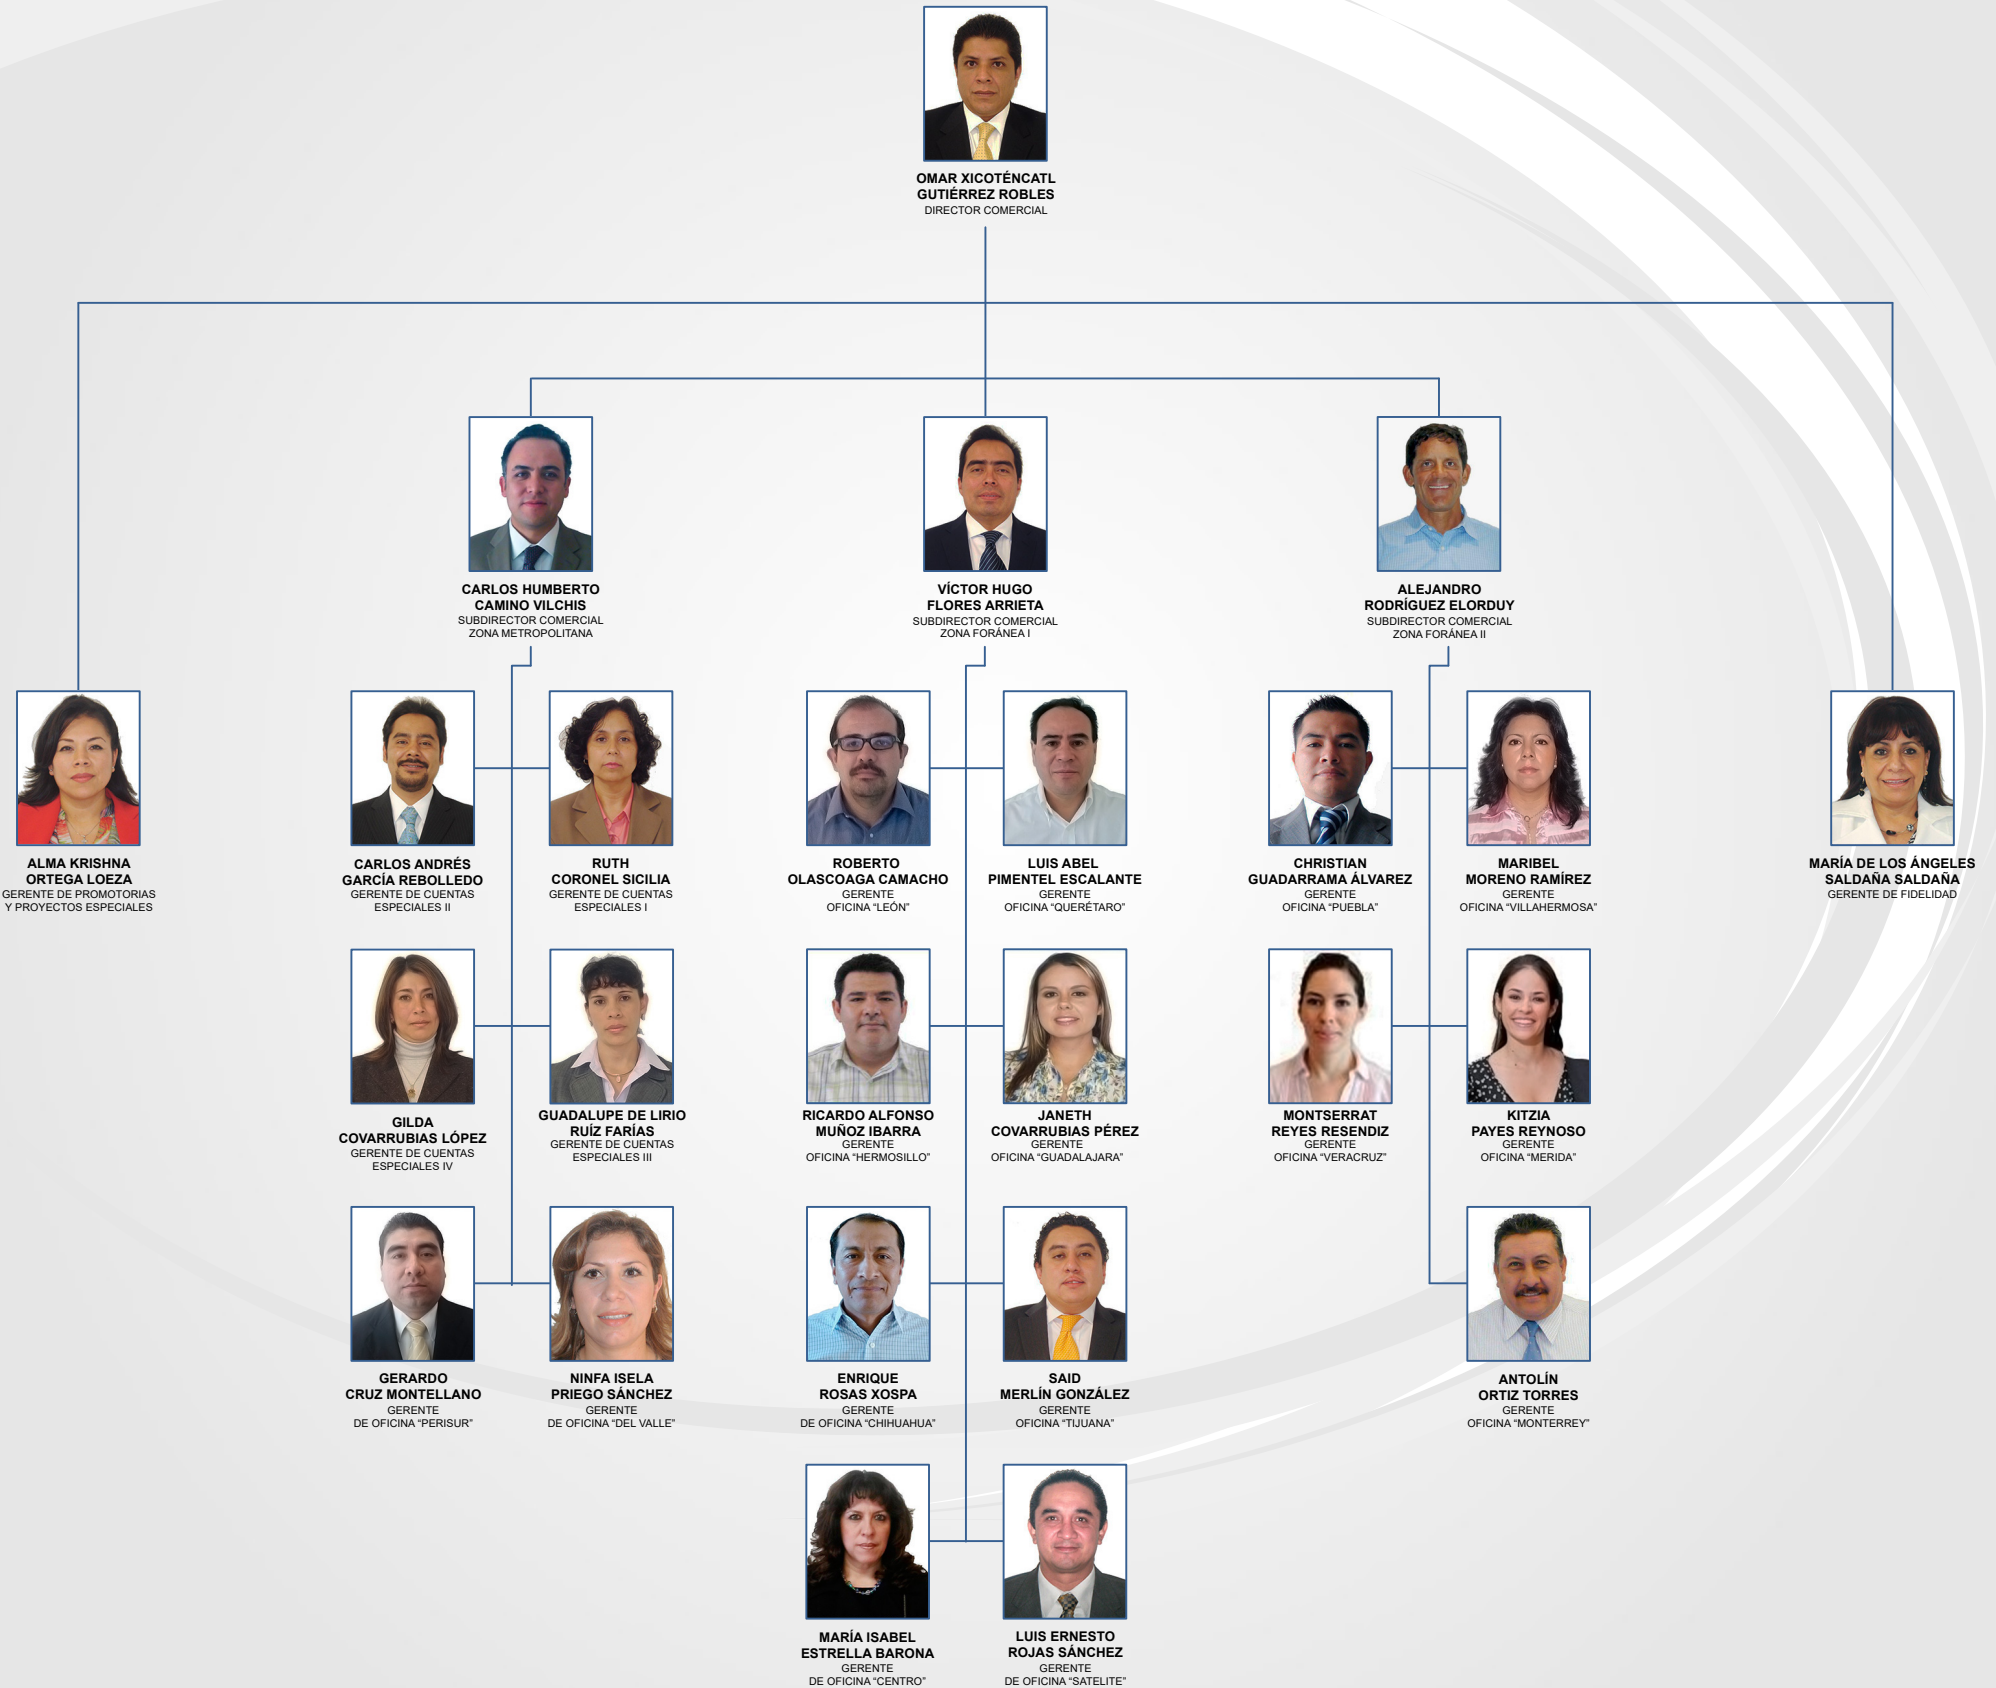 OMAR XICOTÉNCATL
GUTIÉRREZ ROBLES
DIRECTOR COMERCIAL
CARLOS HUMBERTO
CAMINO VILCHIS
SUBDIRECTOR COMERCIAL
ZONA METROPOLITANA
VÍCTOR HUGO
FLORES ARRIETA
SUBDIRECTOR COMERCIAL
ZONA FORÁNEA I
ALEJANDRO
RODRÍGUEZ ELORDUY
SUBDIRECTOR COMERCIAL
ZONA FORÁNEA II
ALMA KRISHNA
ORTEGA LOEZA
GERENTE DE PROMOTORIAS
Y PROYECTOS ESPECIALES
CARLOS ANDRÉS
GARCÍA REBOLLEDO
GERENTE DE CUENTAS
ESPECIALES II
RUTH
CORONEL SICILIA
GERENTE DE CUENTAS
ESPECIALES I
ROBERTO
OLASCOAGA CAMACHO
GERENTE
OFICINA “LEÓN”
LUIS ABEL
PIMENTEL ESCALANTE
GERENTE
OFICINA “QUERÉTARO”
CHRISTIAN
GUADARRAMA ÁLVAREZ
GERENTE
OFICINA “PUEBLA”
MARIBEL
MORENO RAMÍREZ
GERENTE
OFICINA “VILLAHERMOSA”
MARÍA DE LOS ÁNGELES
SALDAÑA SALDAÑA
GERENTE DE FIDELIDAD
GILDA
COVARRUBIAS LÓPEZ
GERENTE DE CUENTAS
ESPECIALES IV
GUADALUPE DE LIRIO
RUÍZ FARÍAS
GERENTE DE CUENTAS
ESPECIALES III
RICARDO ALFONSO
MUÑOZ IBARRA
GERENTE
OFICINA “HERMOSILLO”
JANETH
COVARRUBIAS PÉREZ
GERENTE
OFICINA “GUADALAJARA”
MONTSERRAT
REYES RESENDIZ
GERENTE
OFICINA “VERACRUZ”
KITZIA
PAYES REYNOSO
GERENTE
OFICINA “MERIDA”
GERARDO
CRUZ MONTELLANO
GERENTE
DE OFICINA “PERISUR”
NINFA ISELA
PRIEGO SÁNCHEZ
GERENTE
DE OFICINA “DEL VALLE”
ENRIQUE
ROSAS XOSPA
GERENTE
DE OFICINA “CHIHUAHUA”
SAID
MERLÍN GONZÁLEZ
GERENTE
OFICINA “TIJUANA”
ANTOLÍN
ORTIZ TORRES
GERENTE
OFICINA “MONTERREY”
MARÍA ISABEL
ESTRELLA BARONA
GERENTE
DE OFICINA “CENTRO”
LUIS ERNESTO
ROJAS SÁNCHEZ
GERENTE
DE OFICINA “SATELITE”